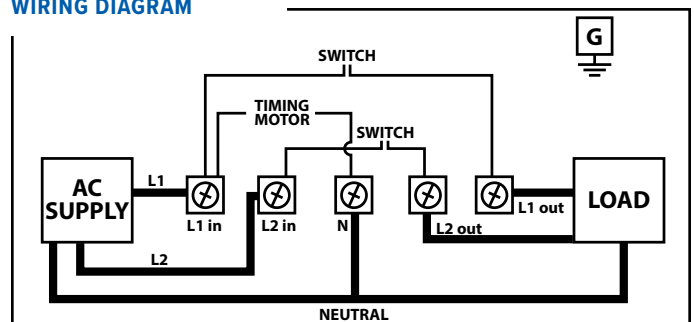 WIRING DIAGRAM
G
SWITCH
TIMING
MOTOR
SWITCH
AC
SUPPLY
L1
L1 in
L2 in
N
L2 out
L1 out
LOAD
L2
NEUTRAL